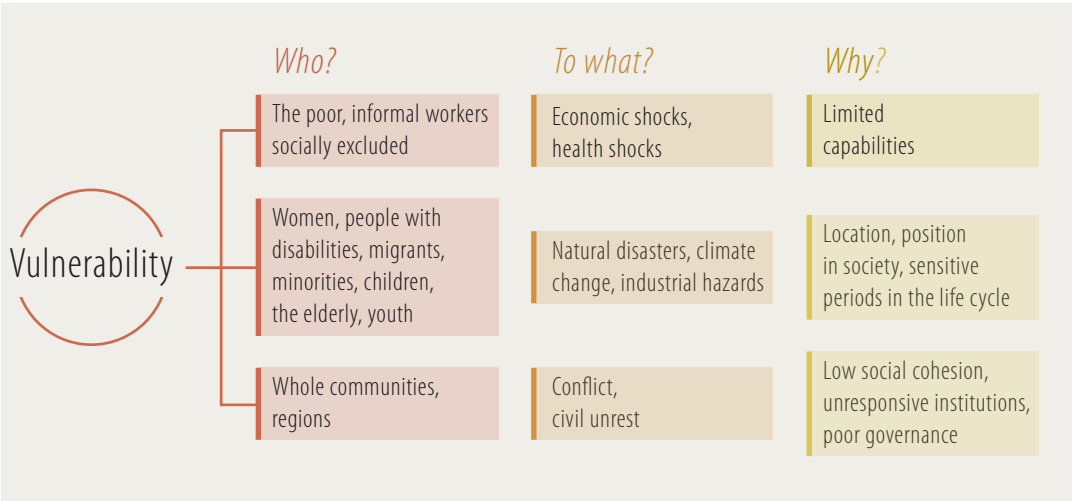 Who?
To what?
Why?
The poor, informal workers
socially excluded
Economic shocks,
health shocks
Limited
capabilities
Vulnerability
Women, people with
disabilities, migrants,
minorities, children,
the elderly, youth
Natural disasters, climate
change, industrial hazards
Location, position
in society, sensitive
periods in the life cycle
Whole communities,
regions
Conflict,
civil unrest
Low social cohesion,
unresponsive institutions,
poor governance